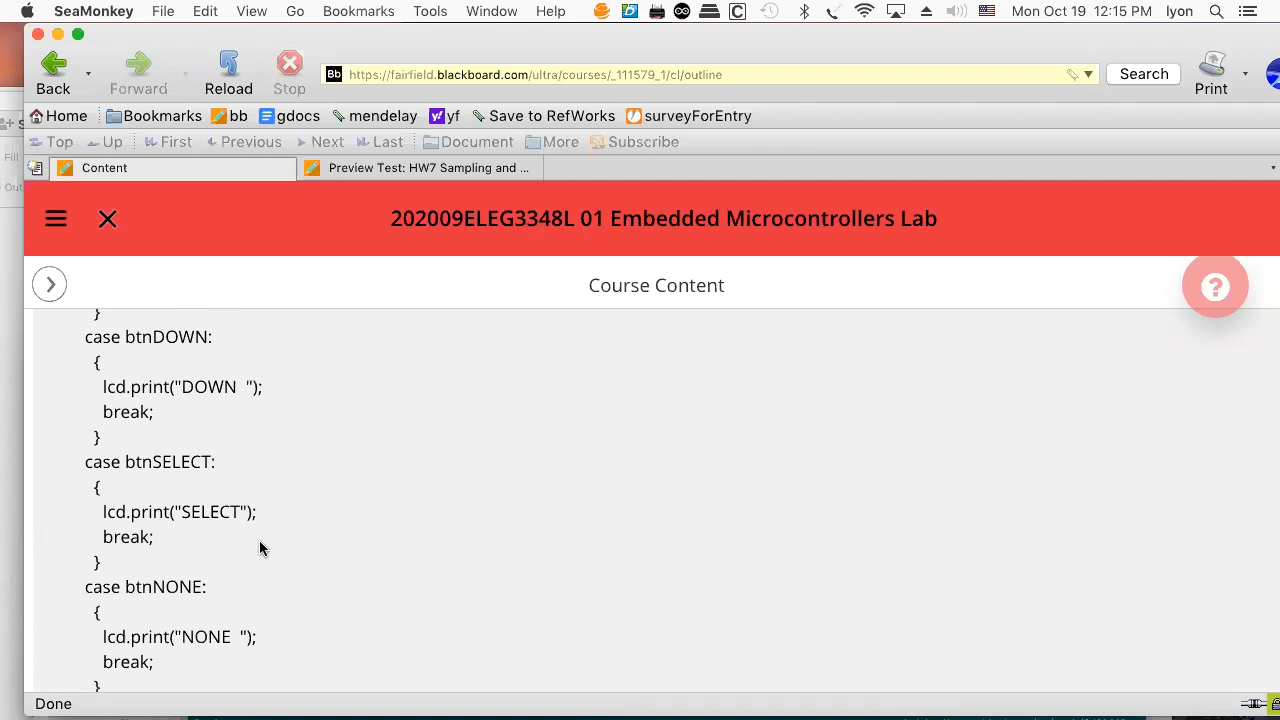 SeaMonkey File Edit View Go Bookmarks Tools Window Help Mon Oct 19 12:15 PM lyon
Back Forward Reload Stop Bb https://fairfield.blackboard.com/ultra/courses/_111579_1/cl/outline Search Print
Home Bookmarks bb gdocs mendelay yf Save to RefWorks surveyForEntry
Top Up First Previous Next Last Document More Subscribe
Content Preview Test: HW7 Sampling and ...
202009ELEG3348L 01 Embedded Microcontrollers Lab
Course Content
}
case btnDOWN:
{
lcd.print("DOWN  ");
break;
}
case btnSELECT:
{
lcd.print("SELECT");
break;
}
case btnNONE:
{
lcd.print("NONE  ");
break;
}
Done